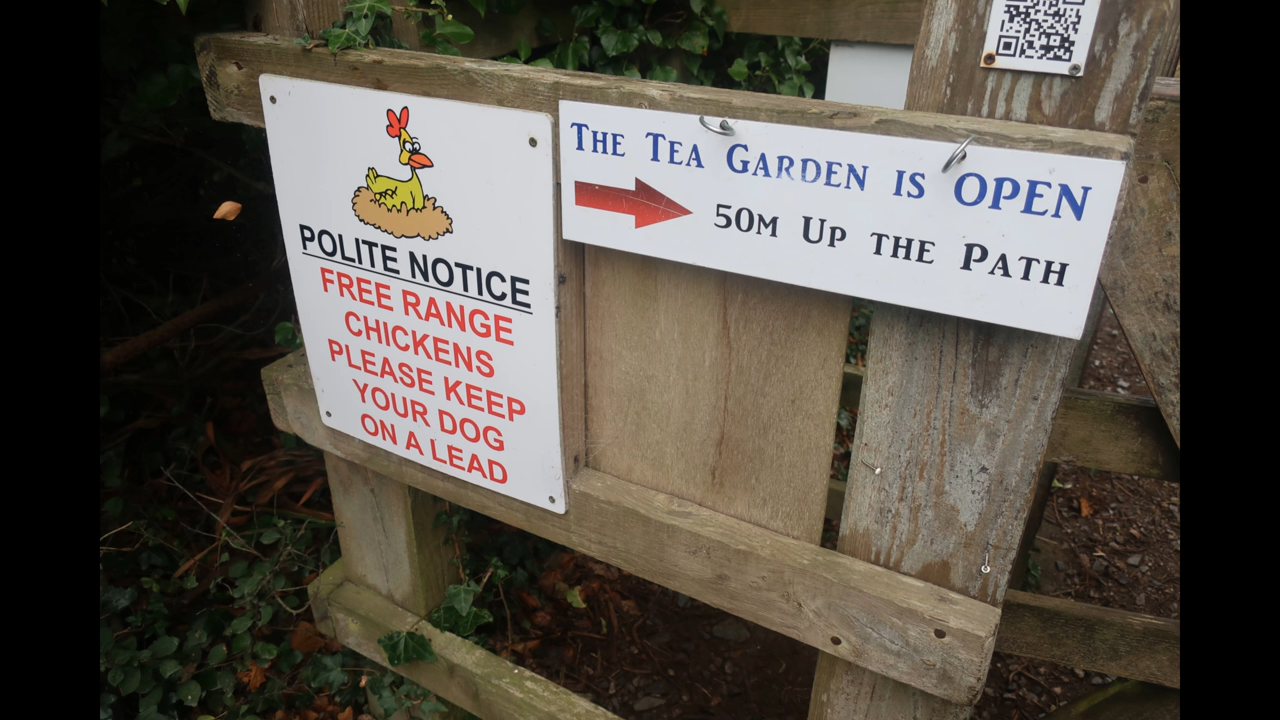 POLITE NOTICE
FREE RANGE
CHICKENS
PLEASE KEEP
YOUR DOG
ON A LEAD
THE TEA GARDEN IS OPEN
50M UP THE PATH